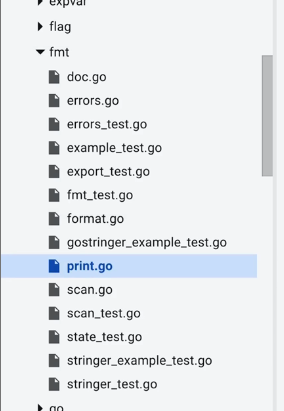 expvar
flag
fmt
doc.go
errors.go
errors_test.go
example_test.go
export_test.go
fmt_test.go
format.go
gostringer_example_test.go
print.go
scan.go
scan_test.go
state_test.go
stringer_example_test.go
stringer_test.go
go